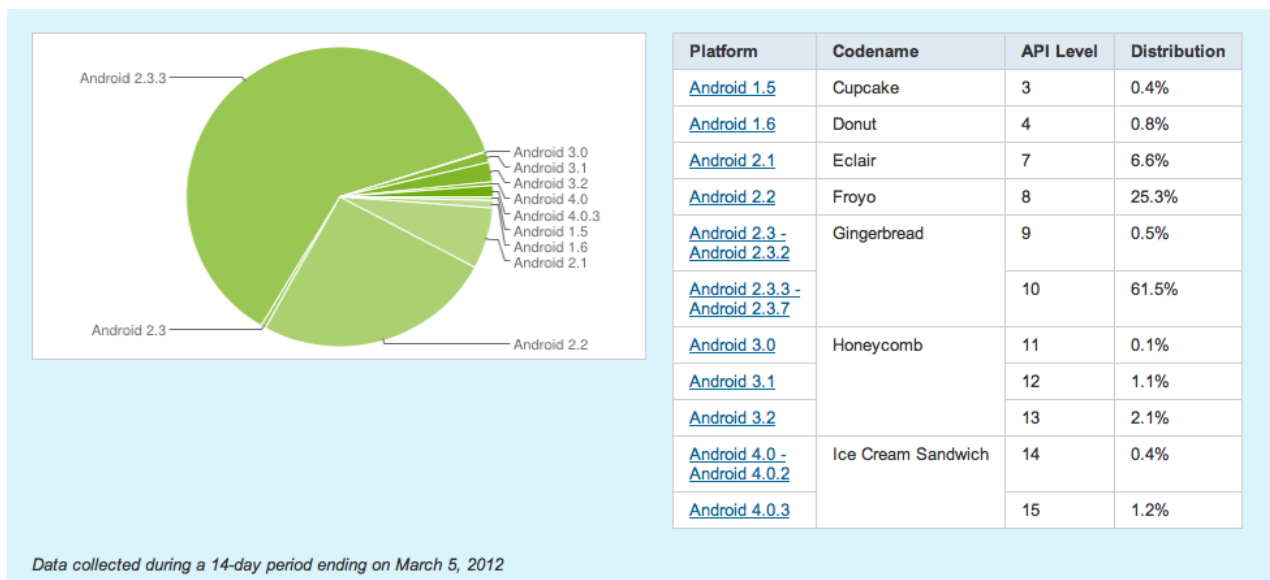 Android 2.3.3
Android 3.0
Android 3.1
Android 3.2
Android 4.0
Android 4.0.3
Android 1.5
Android 1.6
Android 2.1
Android 2.3
Android 2.2
Platform Codename API Level Distribution
Android 1.5 Cupcake 3 0.4%
Android 1.6 Donut 4 0.8%
Android 2.1 Eclair 7 6.6%
Android 2.2 Froyo 8 25.3%
Android 2.3 - Gingerbread 9 0.5%
Android 2.3.2
Android 2.3.3 - 10 61.5%
Android 2.3.7
Android 3.0 Honeycomb 11 0.1%
Android 3.1 12 1.1%
Android 3.2 13 2.1%
Android 4.0 - Ice Cream Sandwich 14 0.4%
Android 4.0.2
Android 4.0.3 15 1.2%
Data collected during a 14-day period ending on March 5, 2012